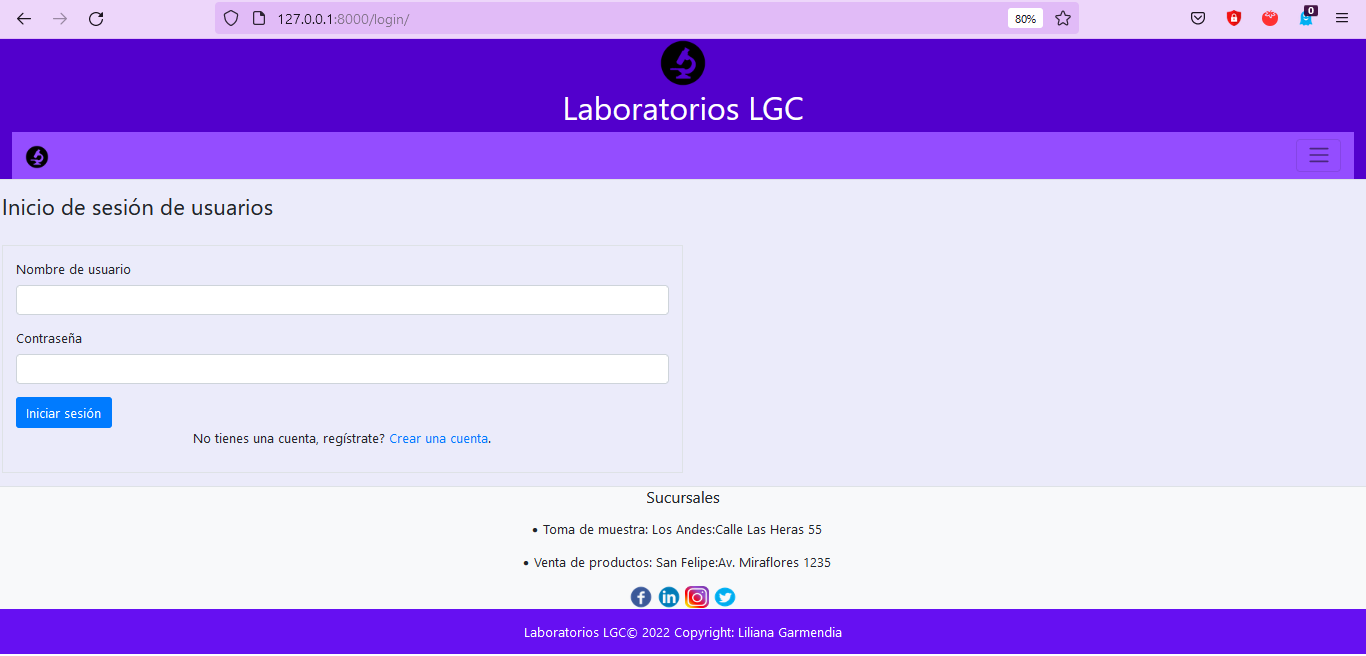 127.0.0.1:8000/login/
80%
0
Laboratorios LGC
Inicio de sesión de usuarios
Nombre de usuario
Contraseña
Iniciar sesión
No tienes una cuenta, regístrate? Crear una cuenta.
Sucursales
• Toma de muestra: Los Andes:Calle Las Heras 55
• Venta de productos: San Felipe:Av. Miraflores 1235
Laboratorios LGC© 2022 Copyright: Liliana Garmendia